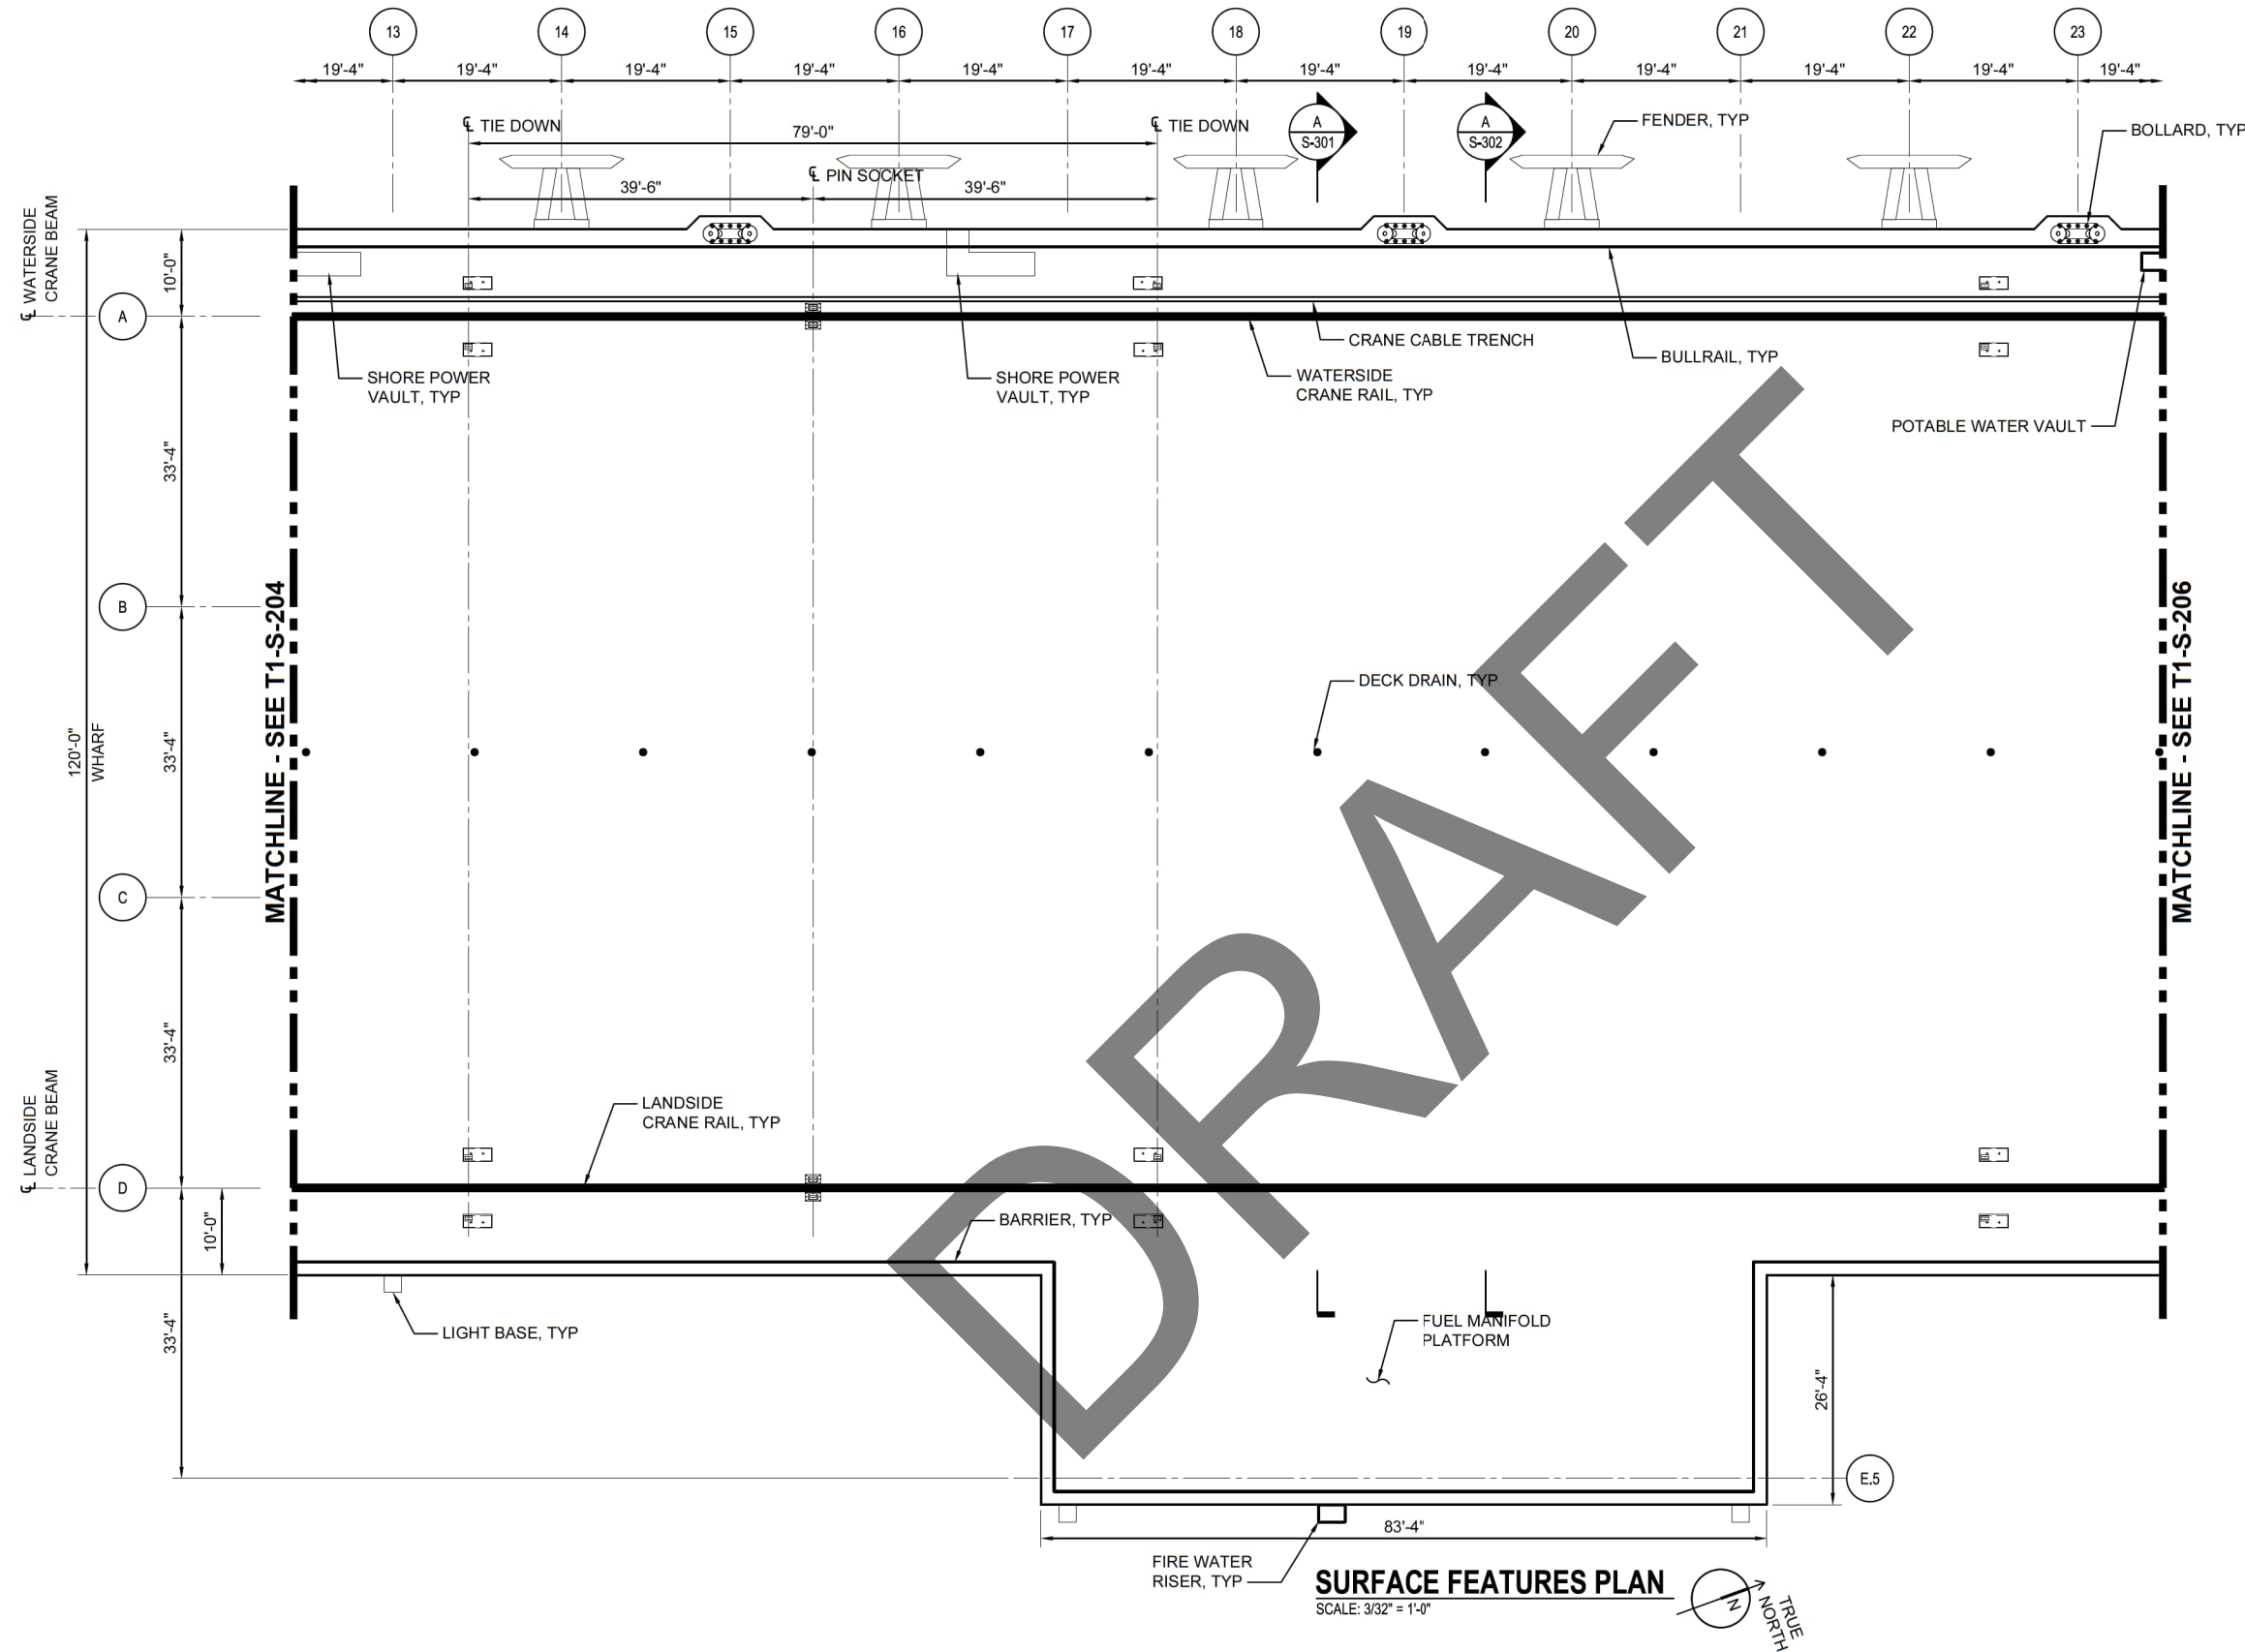 13
14
15
16
17
18
19
20
21
22
23
19'-4"
19'-4"
19'-4"
19'-4"
19'-4"
19'-4"
19'-4"
19'-4"
19'-4"
19'-4"
19'-4"
19'-4"
℄ TIE DOWN
79'-0"
℄ TIE DOWN
A
S-301
A
S-302
FENDER, TYP
BOLLARD, TYP
℄ PIN SOCKET
39'-6"
39'-6"
℄ WATERSIDE
CRANE BEAM
10'-0"
A
CRANE CABLE TRENCH
BULLRAIL, TYP
SHORE POWER
VAULT, TYP
SHORE POWER
VAULT, TYP
WATERSIDE
CRANE RAIL, TYP
POTABLE WATER VAULT
33'-4"
B
MATCHLINE - SEE T1-S-204
MATCHLINE - SEE T1-S-206
DECK DRAIN, TYP
120'-0"
WHARF
33'-4"
C
DRAFT
33'-4"
℄ LANDSIDE
CRANE BEAM
LANDSIDE
CRANE RAIL, TYP
D
10'-0"
BARRIER, TYP
33'-4"
LIGHT BASE, TYP
FUEL MANIFOLD
PLATFORM
26'-4"
E.5
83'-4"
FIRE WATER
RISER, TYP
SURFACE FEATURES PLAN
SCALE: 3/32" = 1'-0"
N
TRUE
NORTH